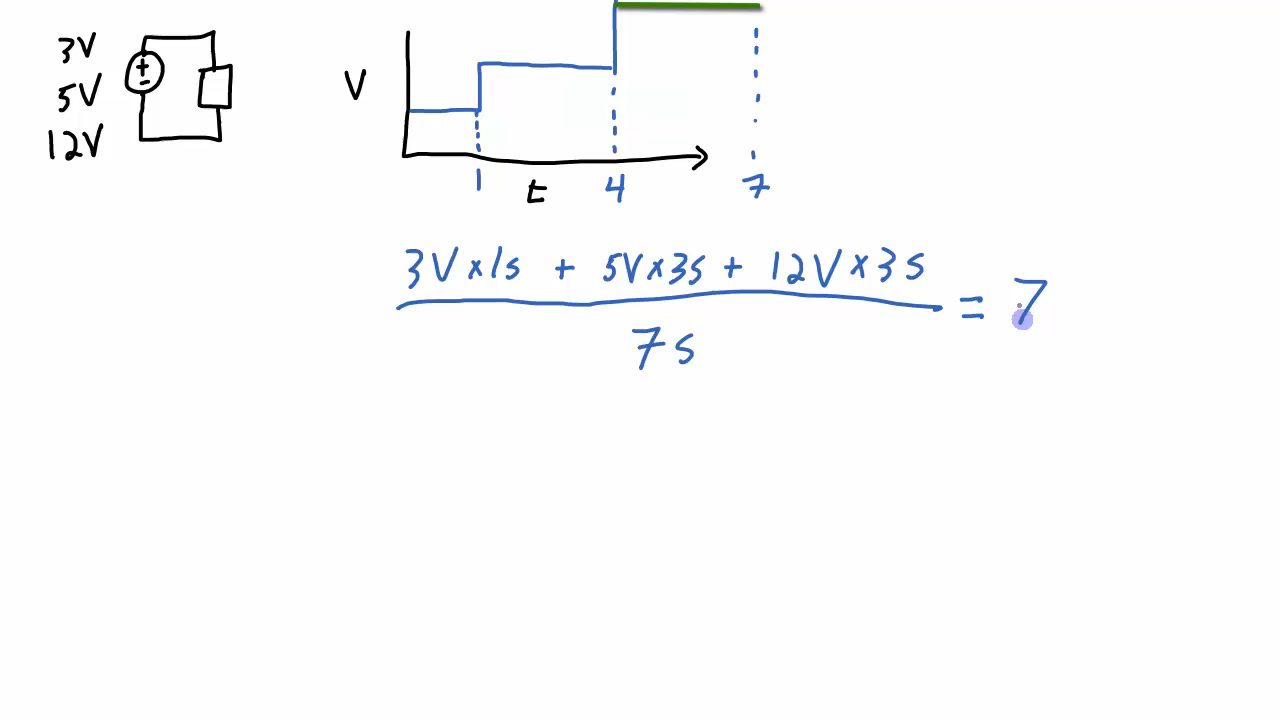 3V
5V
12V
+
-
V
1 t 4 7
3V×1s + 5V×3s + 12V×3s
7s
= 7